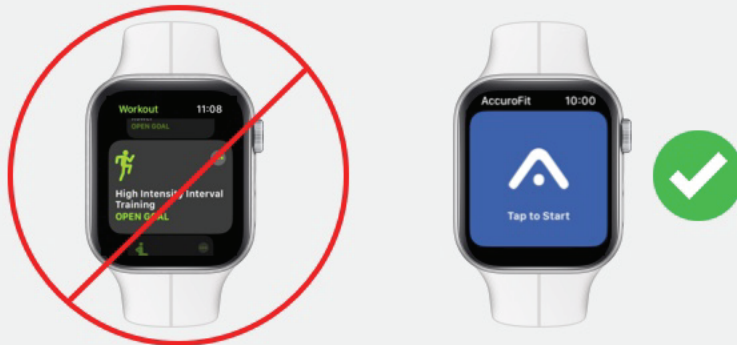 Workout 11:08
OPEN GOAL
High Intensity Interval
Training
OPEN GOAL
AccuroFit 10:00
Tap to Start